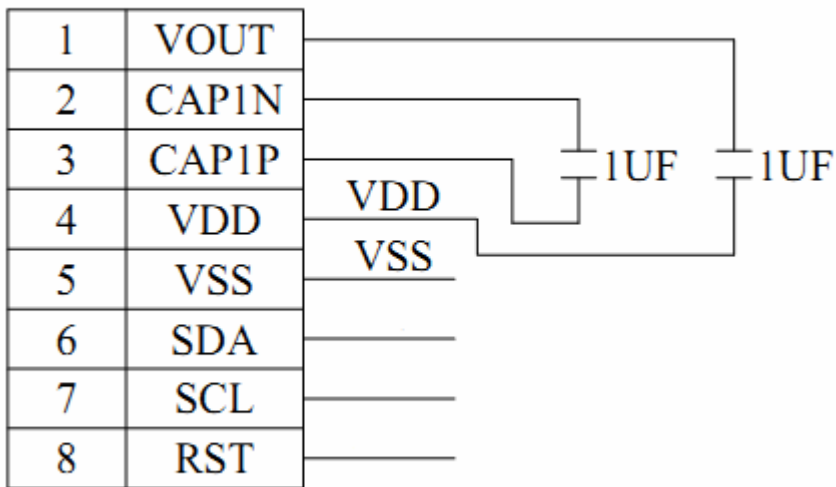 1 VOUT
2 CAP1N
3 CAP1P
1UF 1UF
4 VDD VDD
5 VSS VSS
6 SDA
7 SCL
8 RST